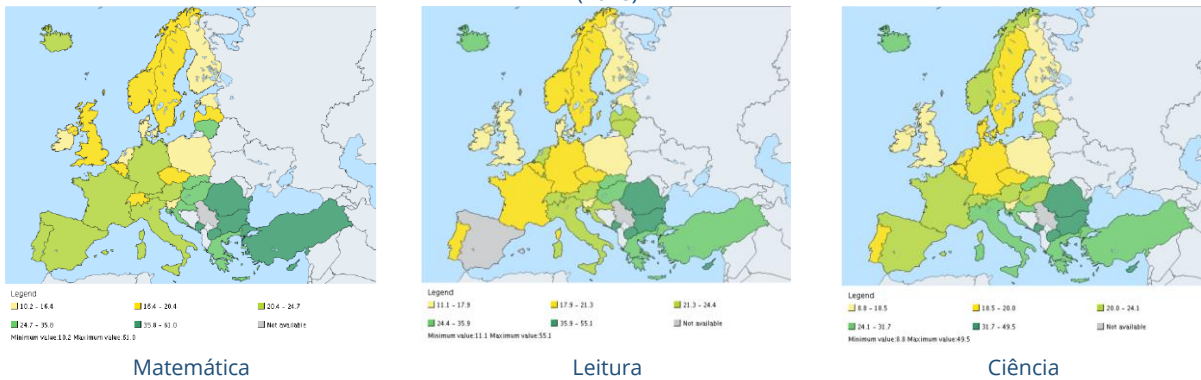 Legend
10.2 - 16.4
16.4 - 20.4
20.4 - 24.7
24.7 - 35.8
35.8 - 61.0
Not available
Minimum value:10.2 Maximum value:61.0
Matemática
Legend
11.1 - 17.9
17.9 - 21.3
21.3 - 24.4
24.4 - 35.9
35.9 - 55.1
Not available
Minimum value:11.1 Maximum value:55.1
Leitura
Legend
8.8 - 18.5
18.5 - 20.0
20.0 - 24.1
24.1 - 31.7
31.7 - 49.5
Not available
Minimum value:8.8 Maximum value:49.5
Ciência